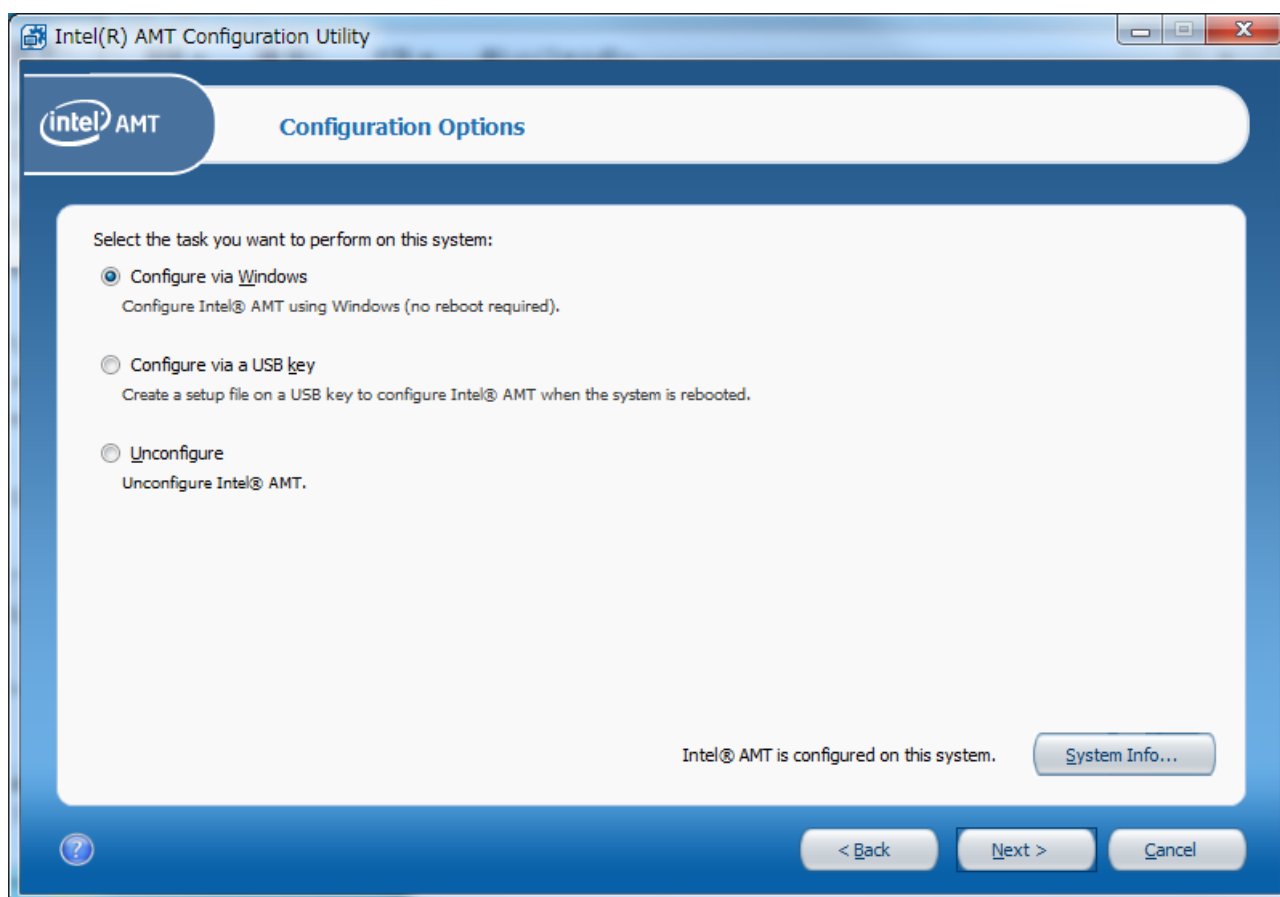 Intel(R) AMT Configuration Utility
intel AMT
Configuration Options
Select the task you want to perform on this system:
Configure via Windows
Configure Intel® AMT using Windows (no reboot required).
Configure via a USB key
Create a setup file on a USB key to configure Intel® AMT when the system is rebooted.
Unconfigure
Unconfigure Intel® AMT.
Intel® AMT is configured on this system.
System Info...
?
< Back
Next >
Cancel